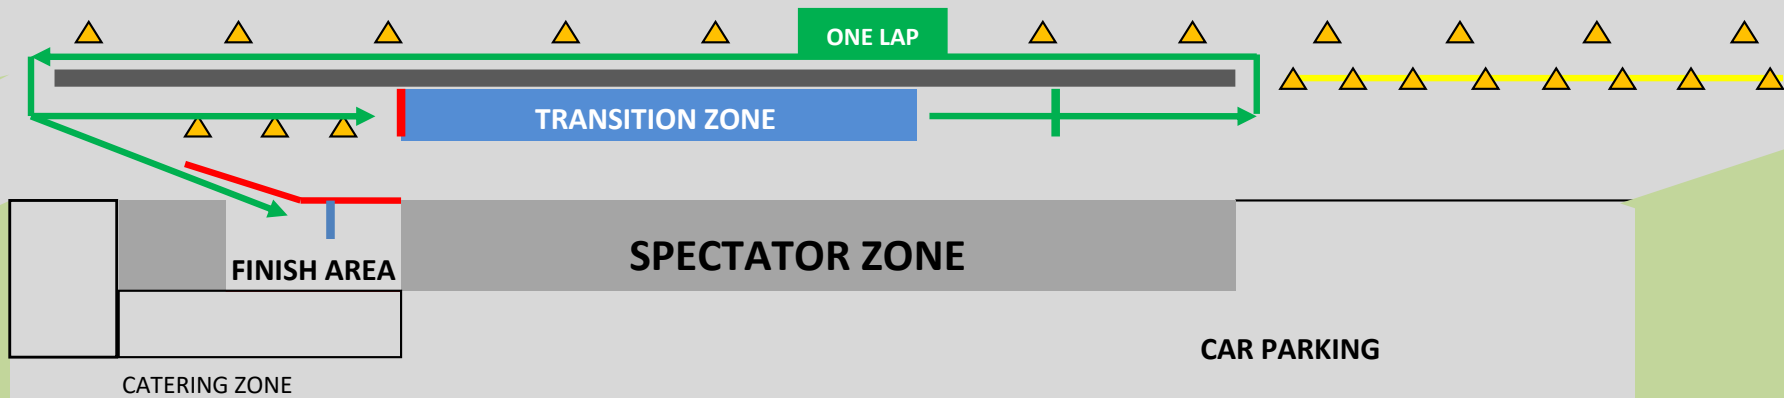 ONE LAP
TRANSITION ZONE
SPECTATOR ZONE
FINISH AREA
CAR PARKING
CATERING ZONE